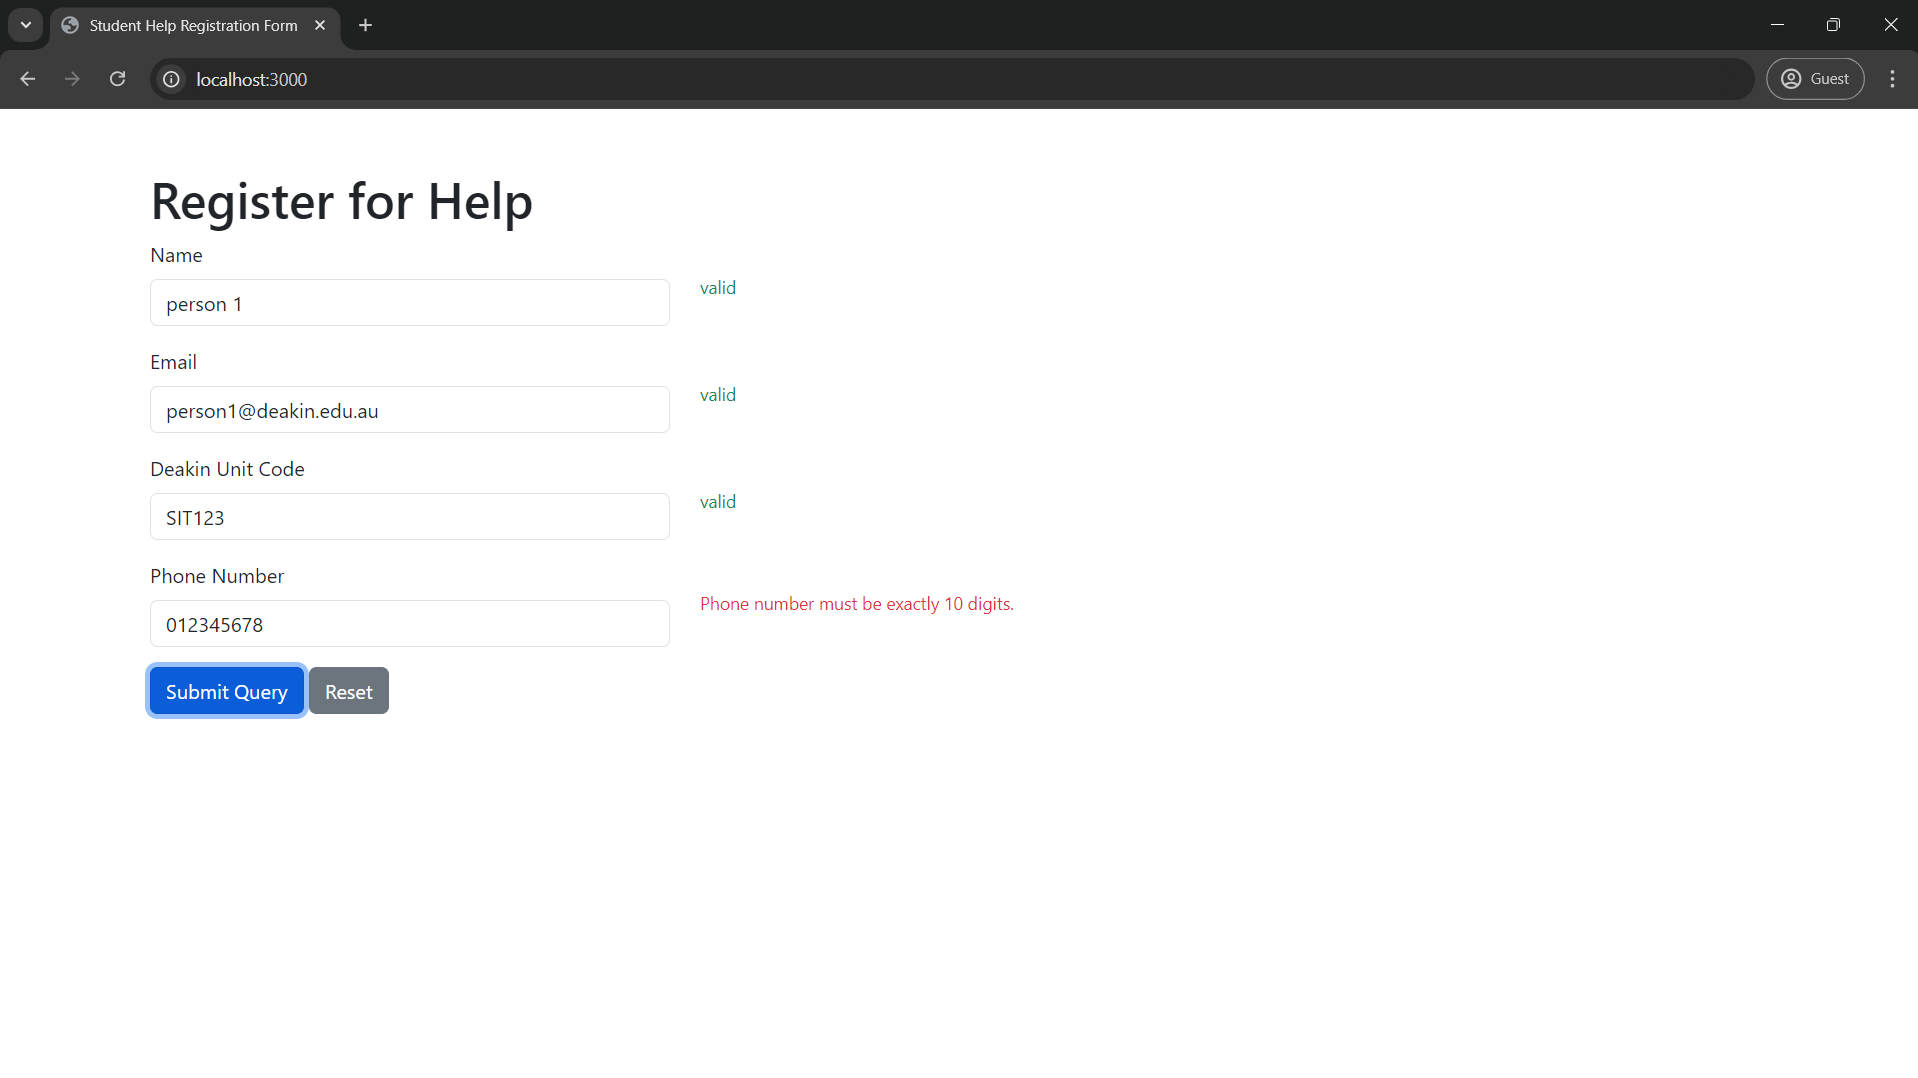 Student Help Registration Form
localhost:3000
Guest
Register for Help
Name
person 1
valid
Email
person1@deakin.edu.au
valid
Deakin Unit Code
SIT123
valid
Phone Number
012345678
Phone number must be exactly 10 digits.
Submit Query
Reset